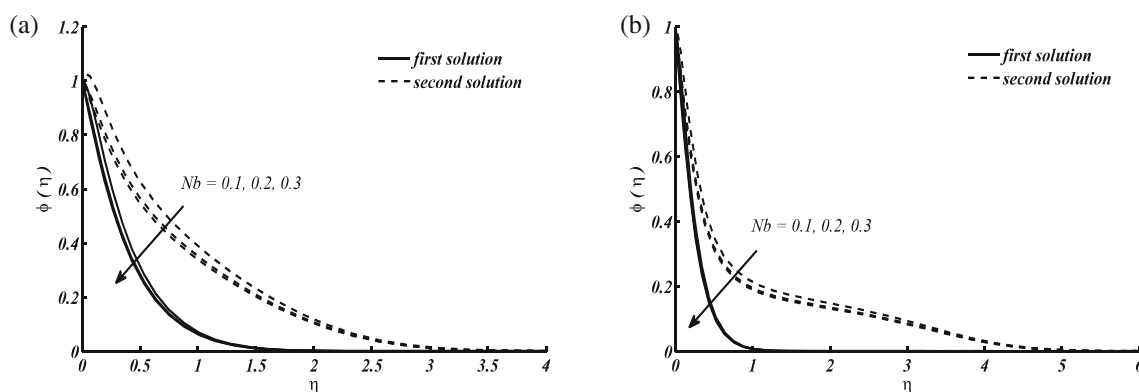 (a)
1.2
1
0.8
0.6
0.4
0.2
0
ϕ (η)
first solution
second solution
Nb = 0.1, 0.2, 0.3
0 0.5 1 1.5 2 2.5 3 3.5 4
η
(b)
1
0.8
0.6
0.4
0.2
0
ϕ (η)
first solution
second solution
Nb = 0.1, 0.2, 0.3
0 1 2 3 4 5 6
η